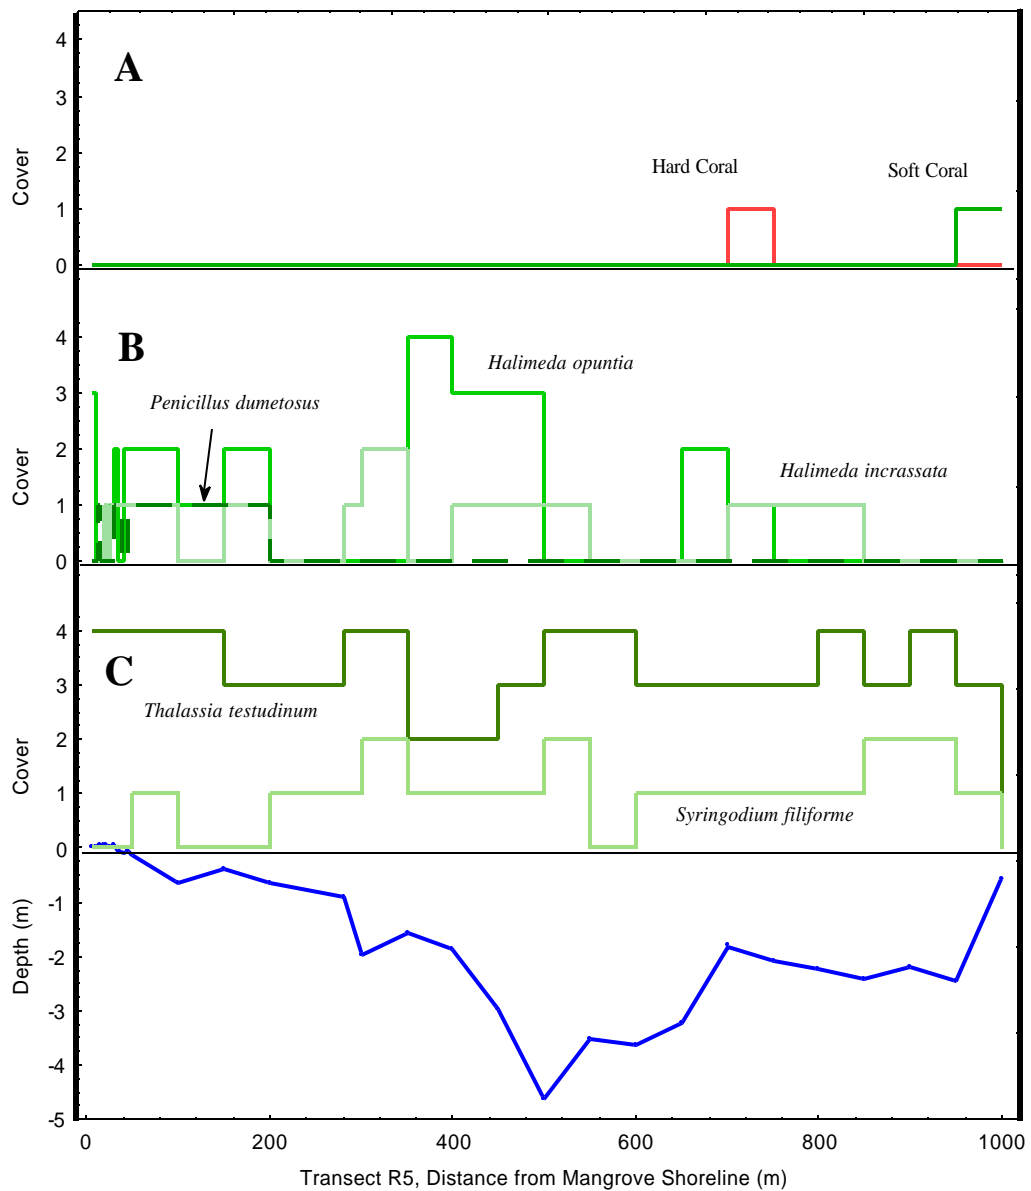 4
A
3
Hard Coral
Soft Coral
2
Cover
1
0
4
B
Halimeda opuntia
3
Penicillus dumetosus
2
Halimeda incrassata
Cover
1
0
4
C
3
Thalassia testudinum
2
Cover
1
Syringodium filiforme
0
-1
Depth (m)
-2
-3
-4
-5
0 200 400 600 800 1000
Transect R5, Distance from Mangrove Shoreline (m)